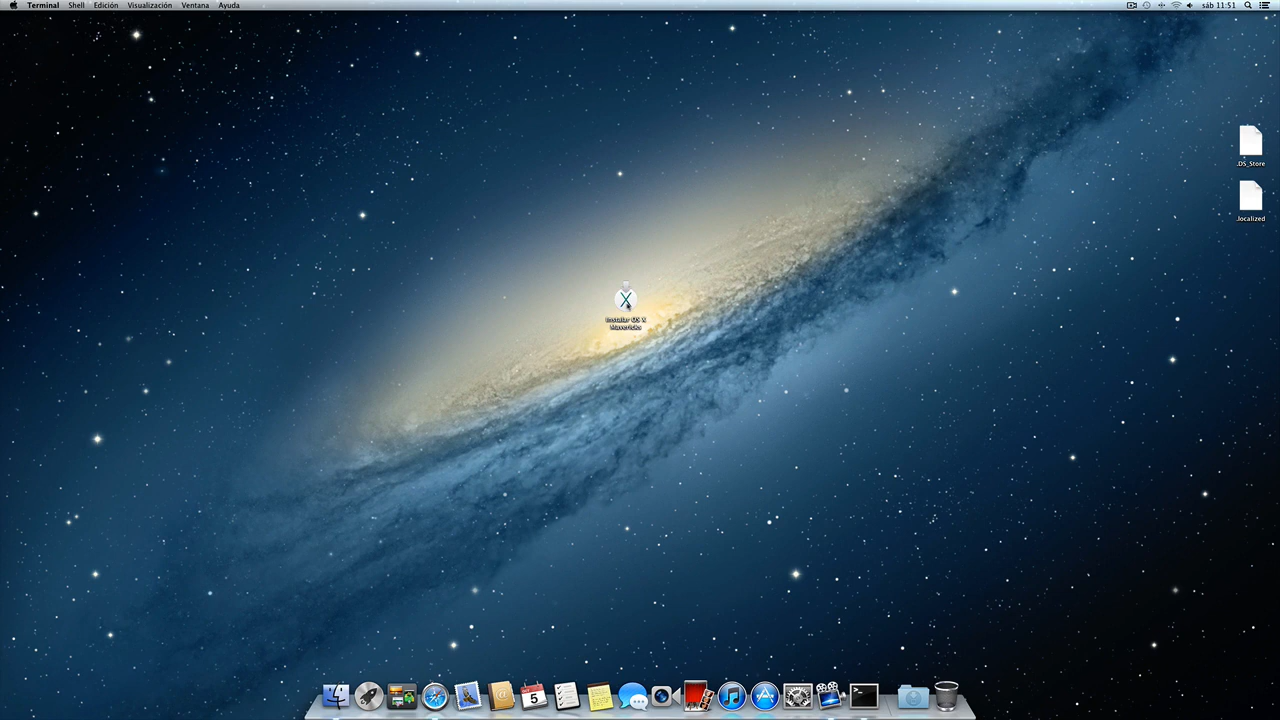 Terminal Shell Edición Visualización Ventana Ayuda sáb 11:51
.DS_Store
.localized
Instalar OS X
Mavericks
5